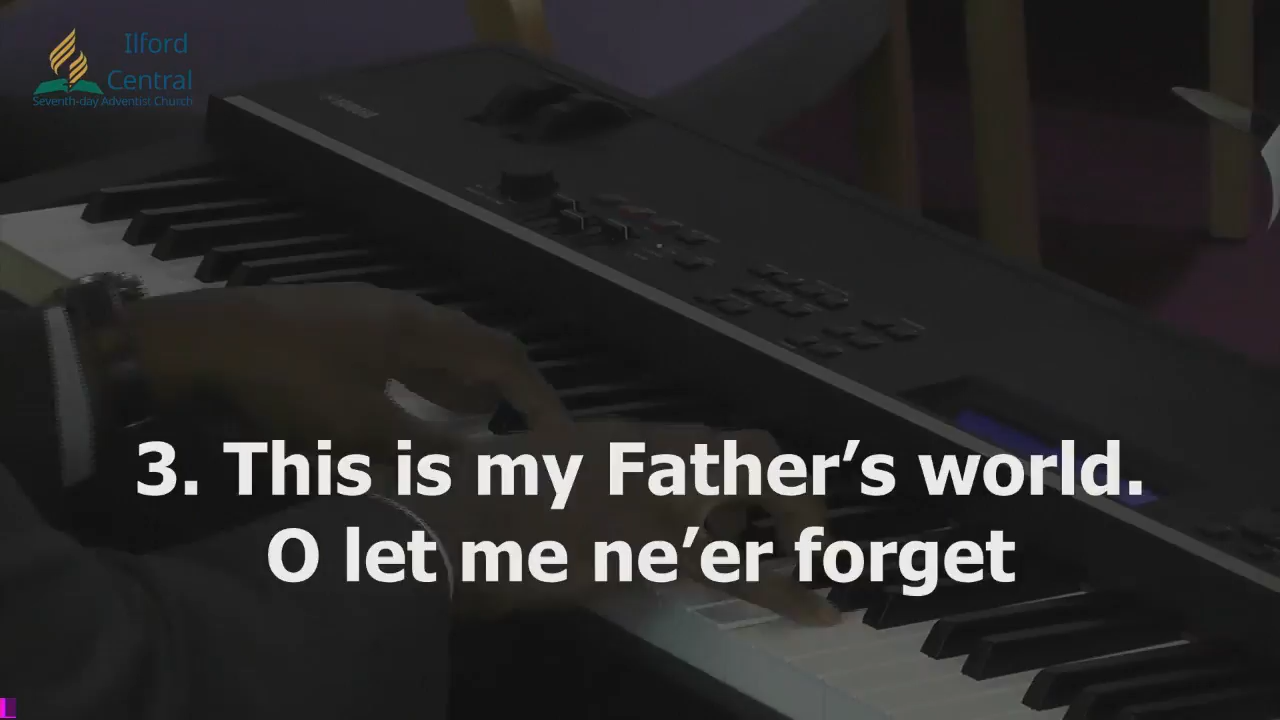 Ilford
Central
Seventh-day Adventist Church
3. This is my Father’s world.
O let me ne’er forget